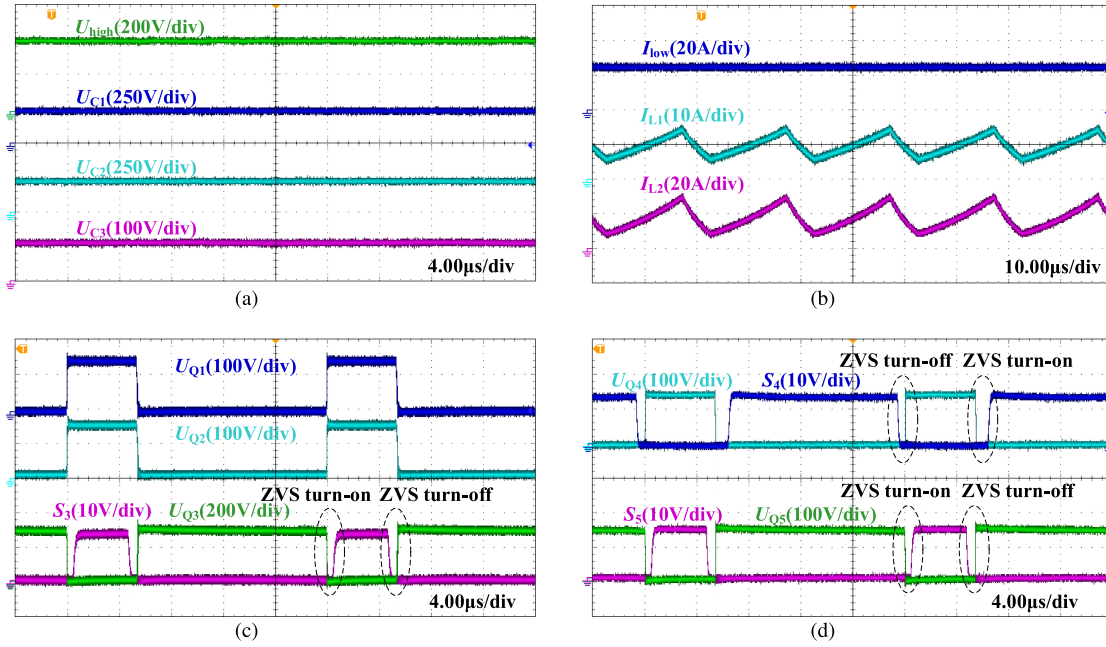 T
U_high(200V/div)
U_C1(250V/div)
U_C2(250V/div)
U_C3(100V/div)
4.00μs/div
(a)
T
I_low(20A/div)
I_L1(10A/div)
I_L2(20A/div)
10.00μs/div
(b)
T
U_Q1(100V/div)
U_Q2(100V/div)
ZVS turn-on ZVS turn-off
S_3(10V/div) U_Q3(200V/div)
4.00μs/div
(c)
T
ZVS turn-off ZVS turn-on
U_Q4(100V/div) S_4(10V/div)
ZVS turn-on ZVS turn-off
S_5(10V/div) U_Q5(100V/div)
4.00μs/div
(d)